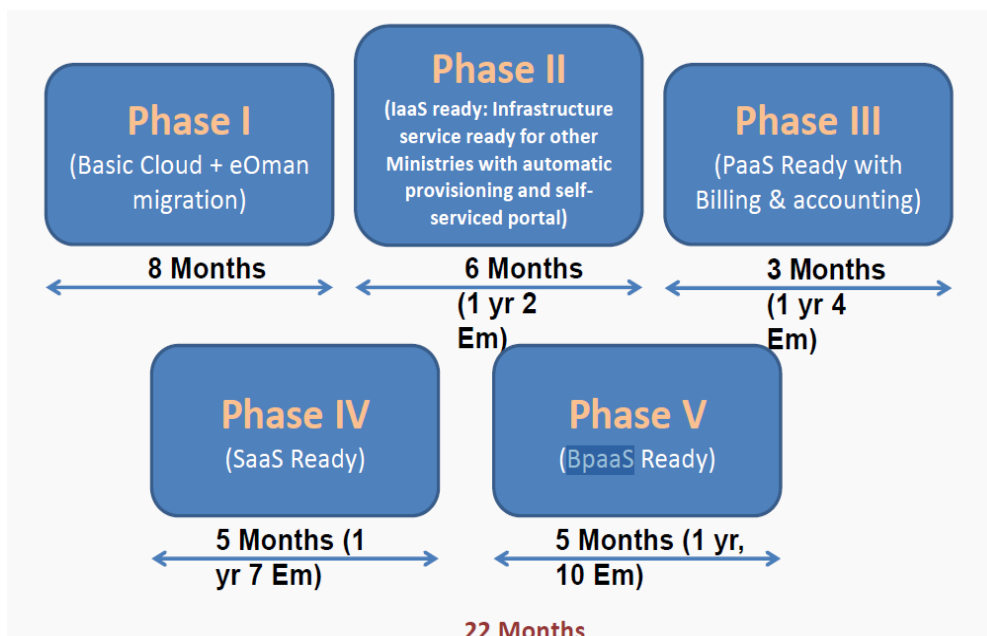 Phase I
(Basic Cloud + eOman
migration)
8 Months
Phase II
(IaaS ready: Infrastructure
service ready for other
Ministries with automatic
provisioning and self-
serviced portal)
6 Months
(1 yr 2
Em)
Phase III
(PaaS Ready with
Billing & accounting)
3 Months
(1 yr 4
Em)
Phase IV
(SaaS Ready)
5 Months (1
yr 7 Em)
Phase V
(BpaaS Ready)
5 Months (1 yr,
10 Em)
22 Months